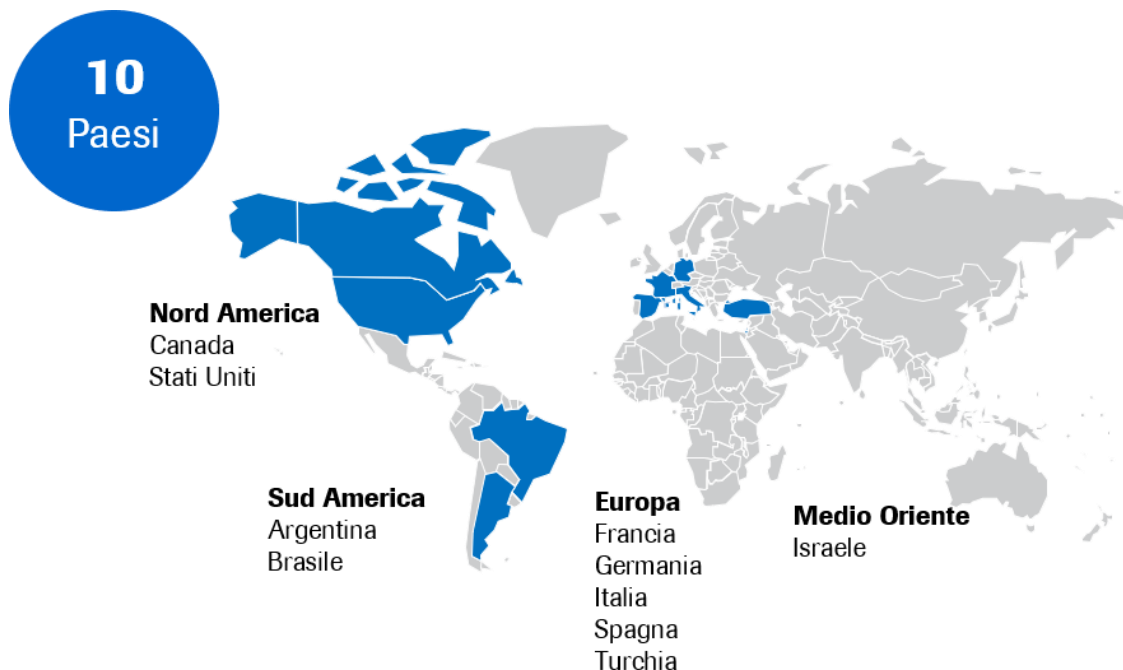 10
Paesi
Nord America
Canada
Stati Uniti
Sud America
Argentina
Brasile
Europa
Francia
Germania
Italia
Spagna
Turchia
Medio Oriente
Israele